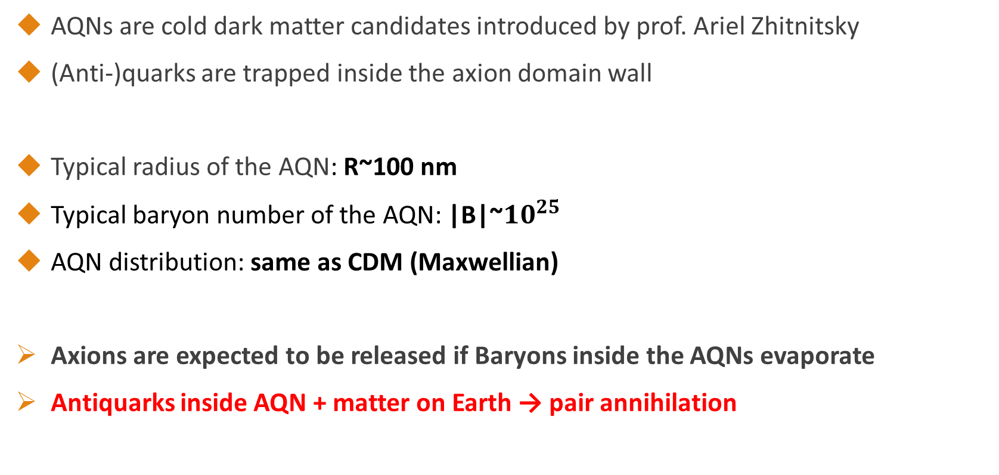 AQNs are cold dark matter candidates introduced by prof. Ariel Zhitnitsky
(Anti-)quarks are trapped inside the axion domain wall
Typical radius of the AQN: R~100 nm
Typical baryon number of the AQN: |B|~10²⁵
AQN distribution: same as CDM (Maxwellian)
Axions are expected to be released if Baryons inside the AQNs evaporate
Antiquarks inside AQN + matter on Earth → pair annihilation